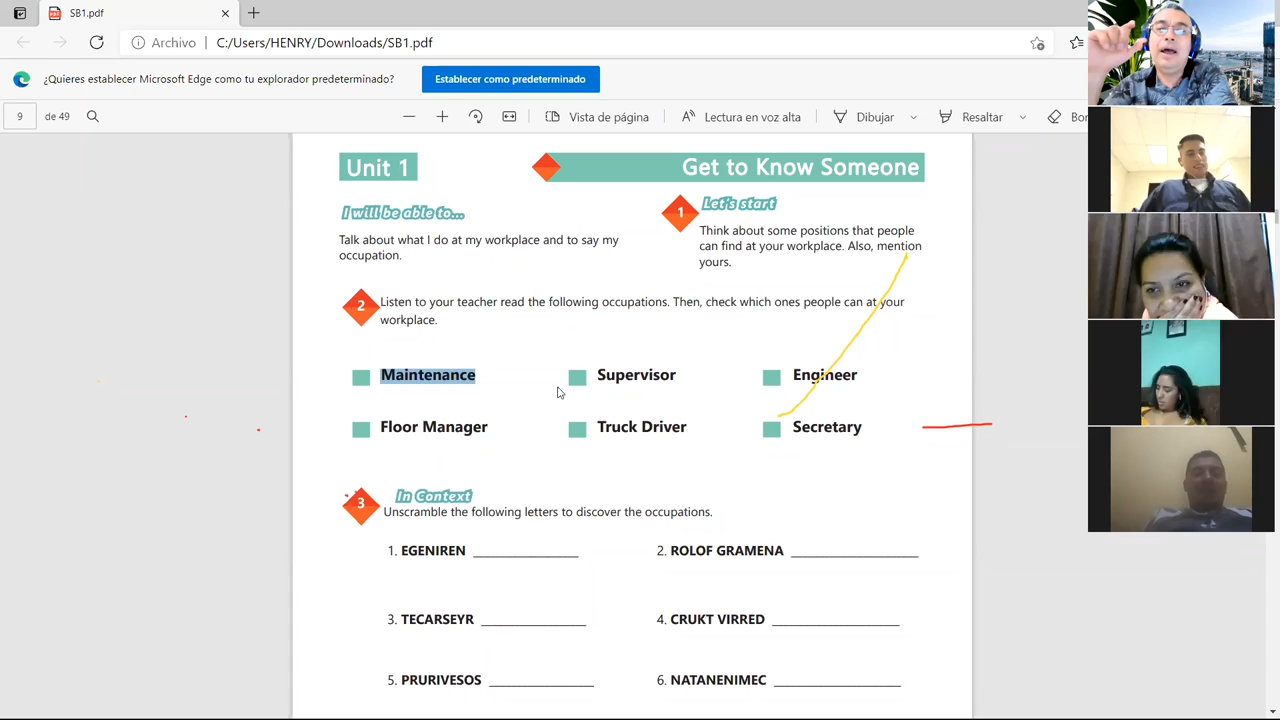 SB1.pdf
Archivo C:/Users/HENRY/Downloads/SB1.pdf
¿Quieres establecer Microsoft Edge como tu explorador predeterminado? Establecer como predeterminado
9 de 49 Vista de página Lectura en voz alta Dibujar Resaltar
Unit 1
Get to Know Someone
I will be able to...
Talk about what I do at my workplace and to say my
occupation.
1 Let's start
Think about some positions that people
can find at your workplace. Also, mention
yours.
2 Listen to your teacher read the following occupations. Then, check which ones people can at your
workplace.
Maintenance Supervisor Engineer
Floor Manager Truck Driver Secretary
3 In Context
Unscramble the following letters to discover the occupations.
1. EGENIREN 2. ROLOF GRAMENA
3. TECARSEYR 4. CRUKT VIRRED
5. PRURIVESOS 6. NATANENIMEC